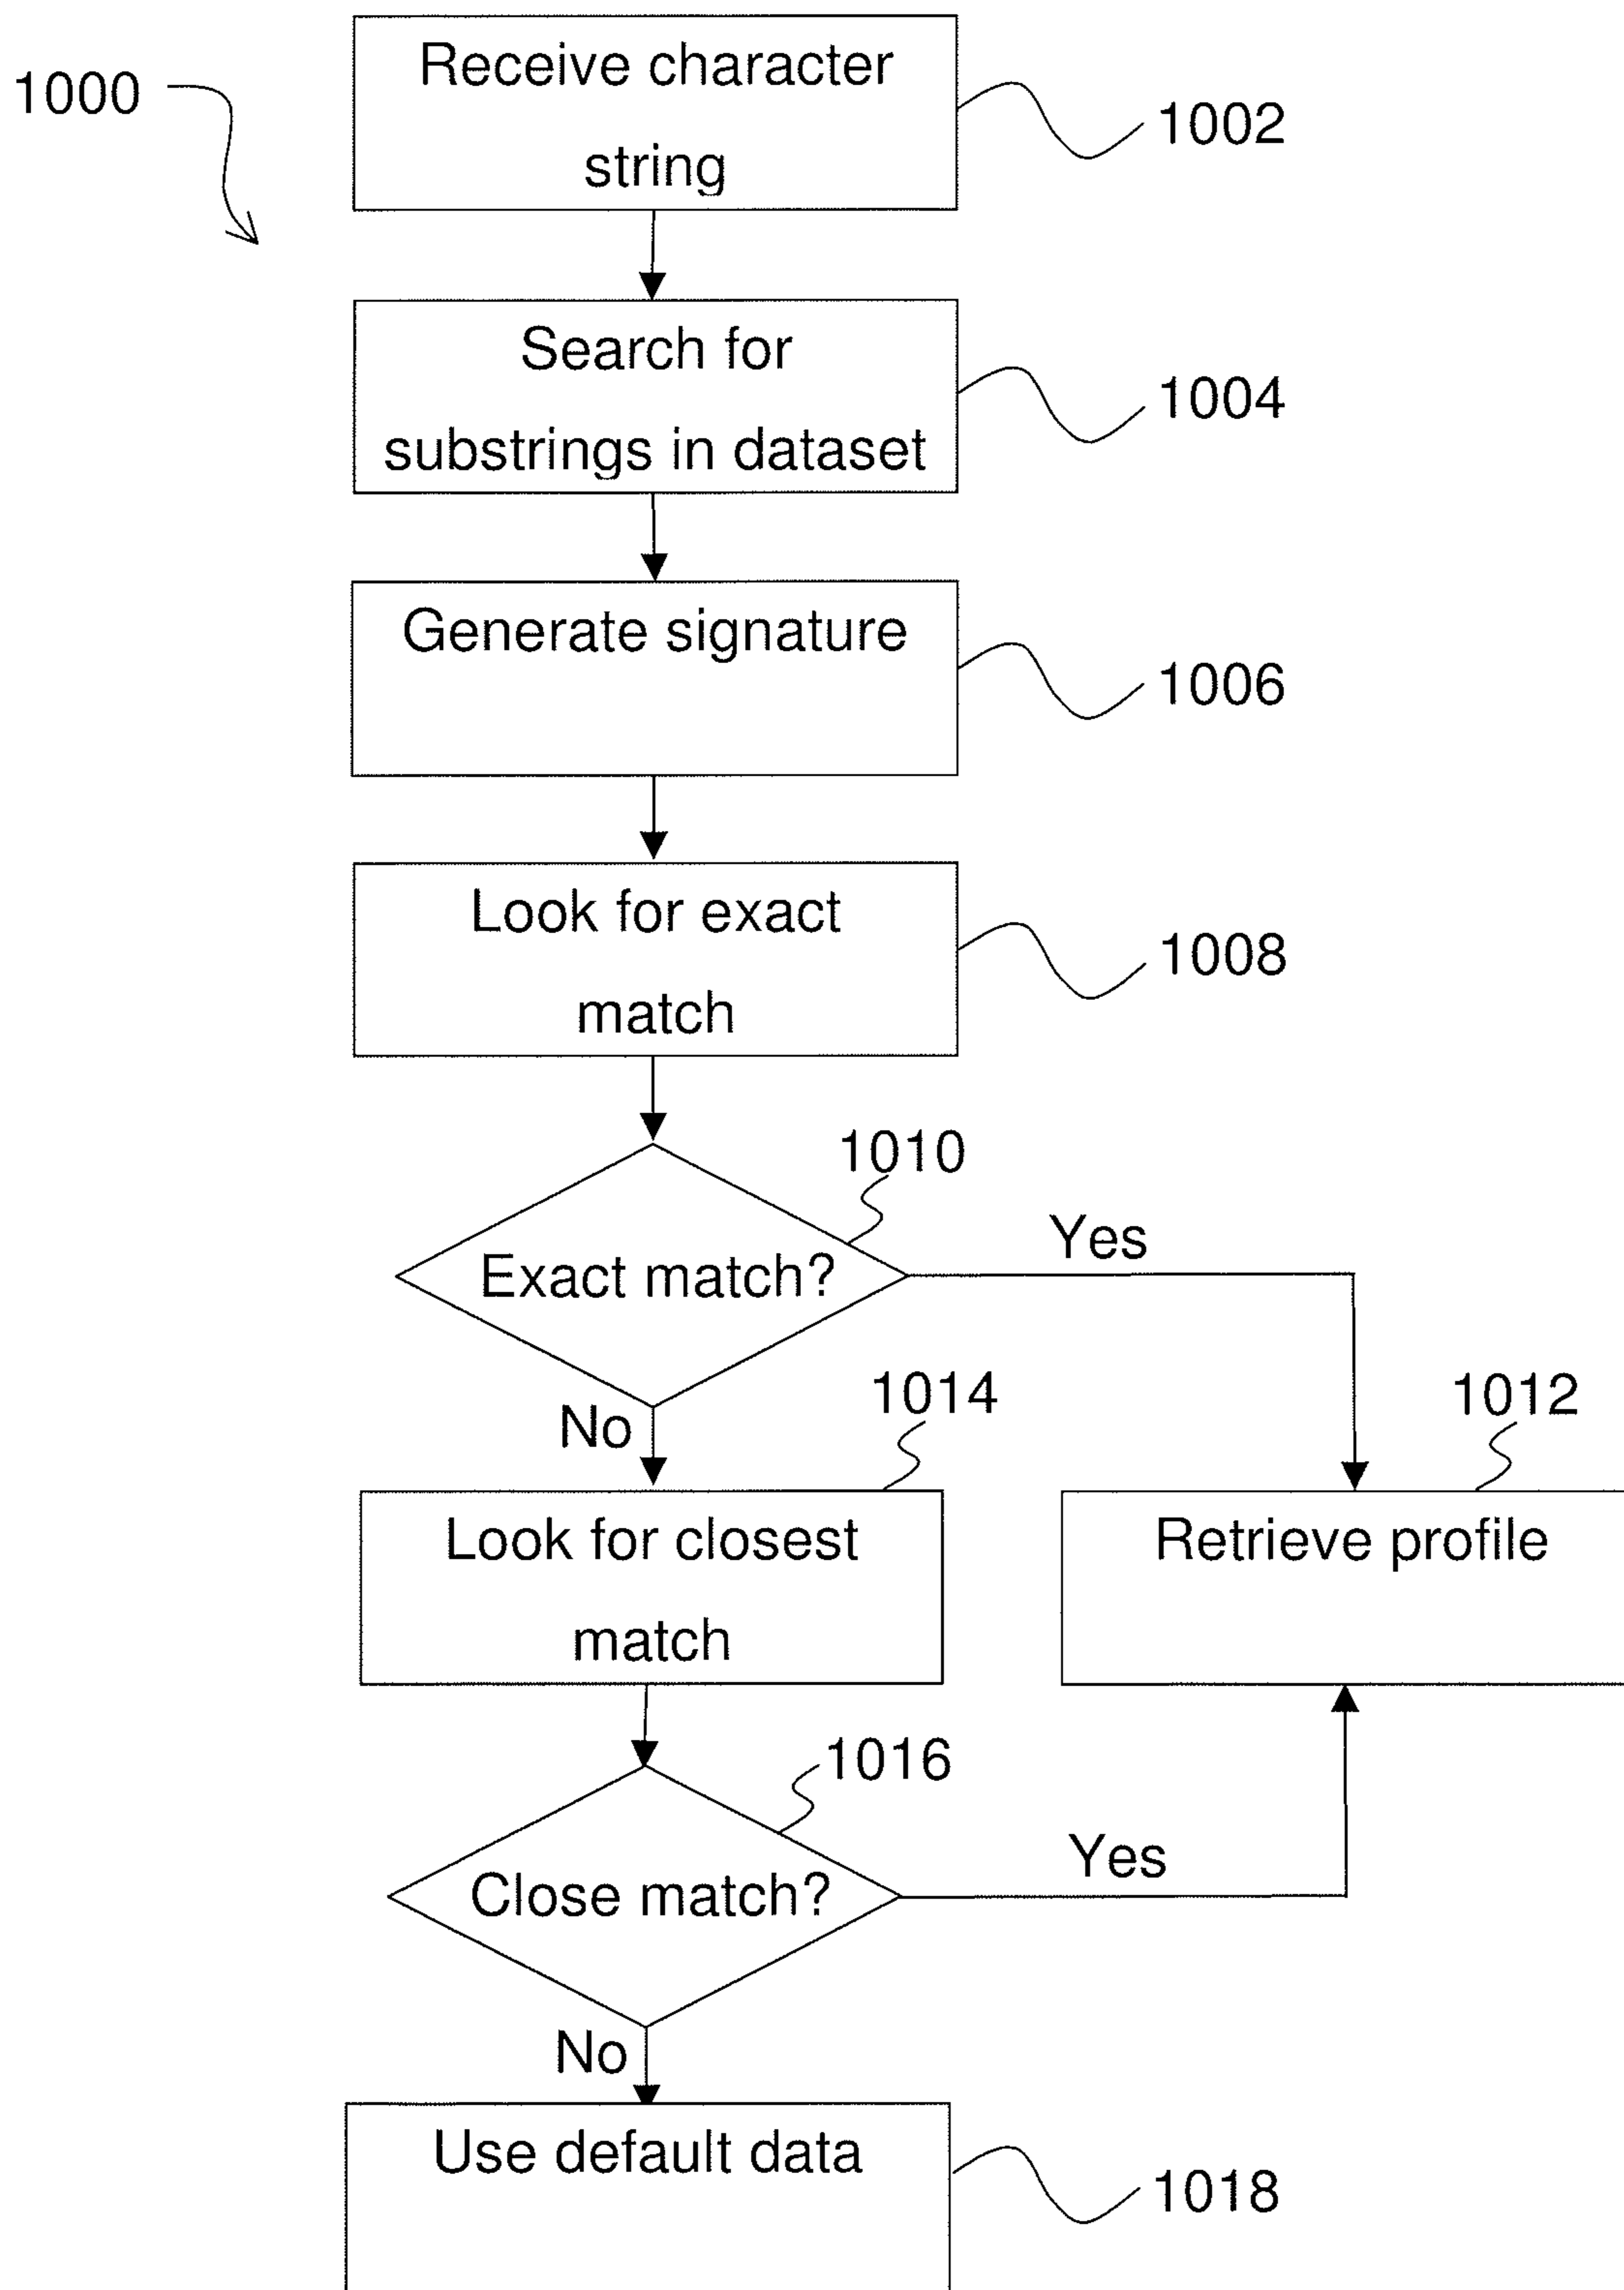 1000
Receive character
string
1002
Search for
substrings in dataset
1004
Generate signature
1006
Look for exact
match
1008
1010
Exact match?
Yes
No
1014
1012
Look for closest
match
Retrieve profile
1016
Close match?
Yes
No
Use default data
1018